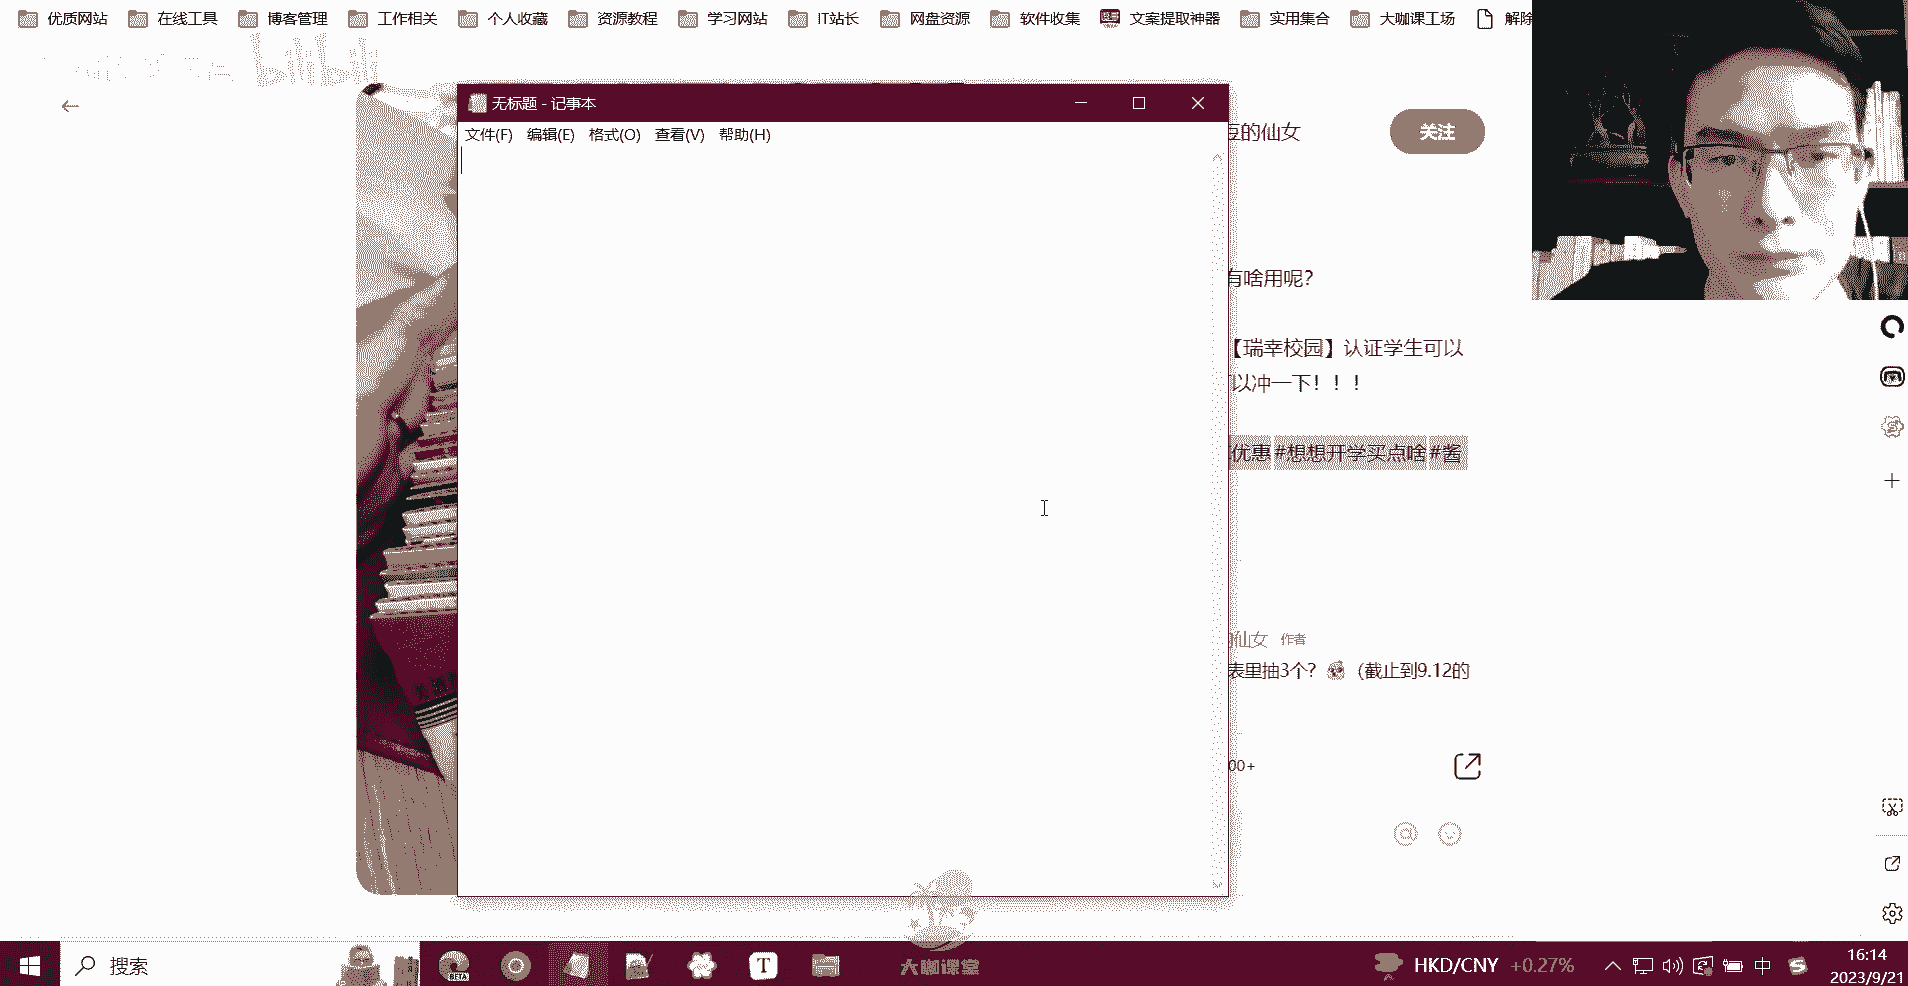 优质网站 在线工具 博客管理 工作相关 个人收藏 资源教程 学习网站 IT站长 网盘资源 软件收集 文案提取神器 实用集合 大咖课工场 解除
bilibili
无标题 - 记事本
文件(F) 编辑(E) 格式(O) 查看(V) 帮助(H)
豆的仙女
关注
有啥用呢？
【瑞幸校园】认证学生可以
以冲一下！！！
优惠 #想想开学买点啥 #酱
仙女 作者
表里抽3个？ （截止到9.12的
00+
搜索
BETA
T
大咖课堂
HKD/CNY +0.27%
中
16:14
2023/9/21